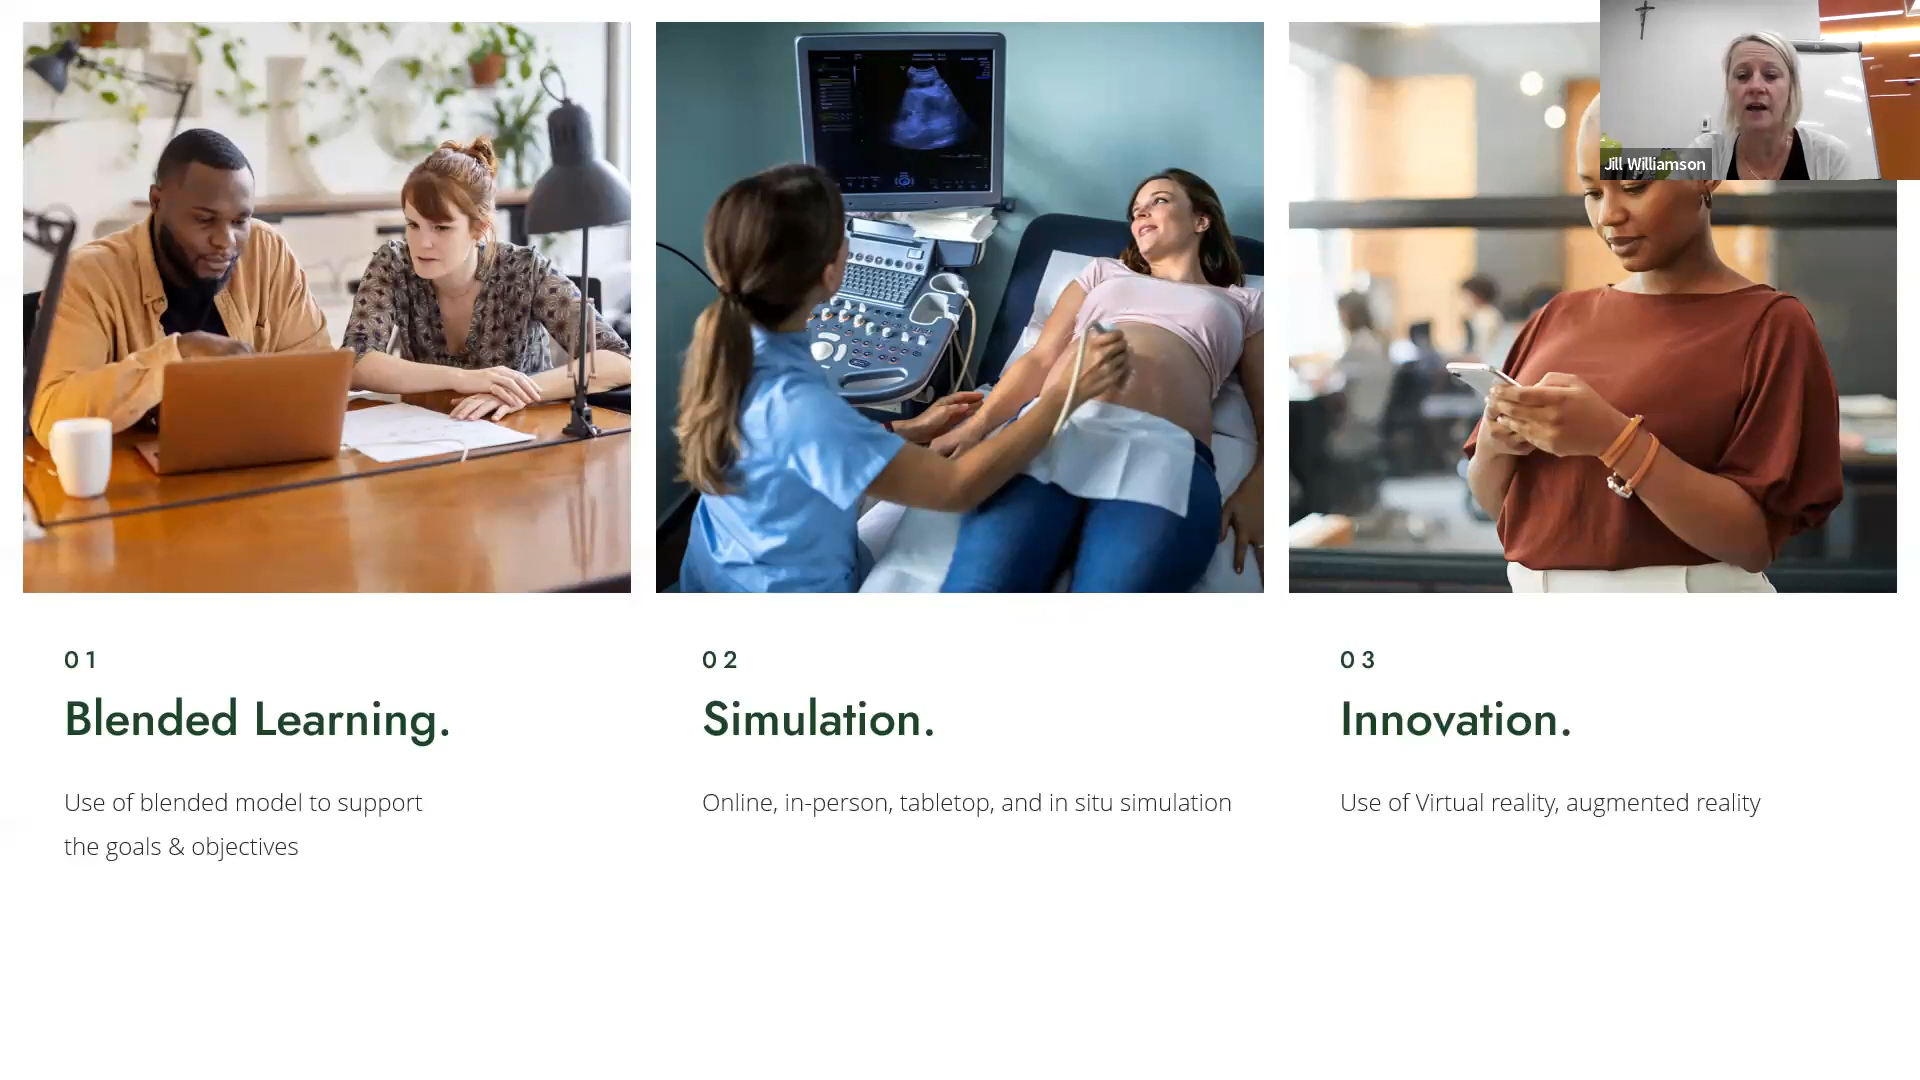 Jill Williamson
01
Blended Learning.
Use of blended model to support
the goals & objectives
02
Simulation.
Online, in-person, tabletop, and in situ simulation
03
Innovation.
Use of Virtual reality, augmented reality